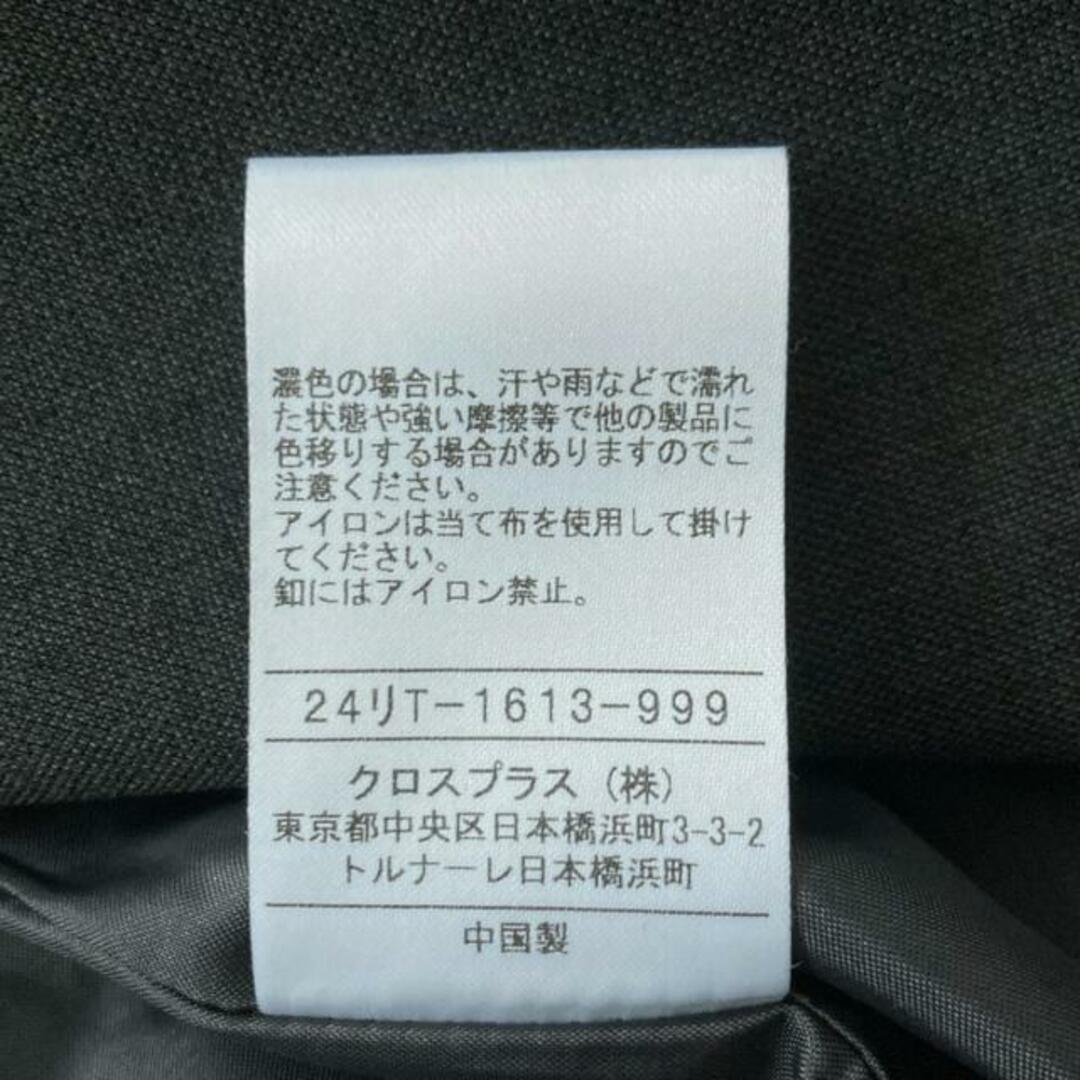 濃色の場合は、汗や雨などで濡れ
た状態や強い摩擦等で他の製品に
色移りする場合がありますのでご
注意ください。
アイロンは当て布を使用して掛け
てください。
釦にはアイロン禁止。
24リT-1613-999
クロスプラス（株）
東京都中央区日本橋浜町3-3-2
トルナーレ日本橋浜町
中国製